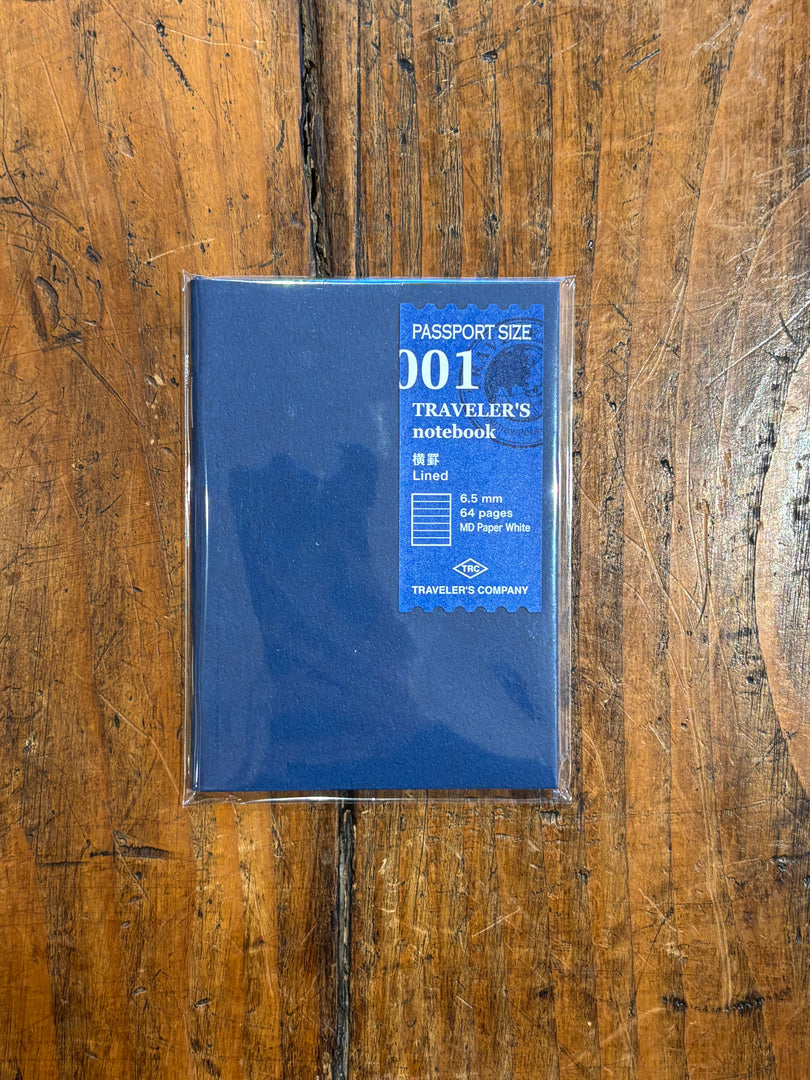 PASSPORT SIZE
001
TRAVELER'S
notebook
横罫
Lined
6.5 mm
64 pages
MD Paper White
TRC
TRAVELER'S COMPANY